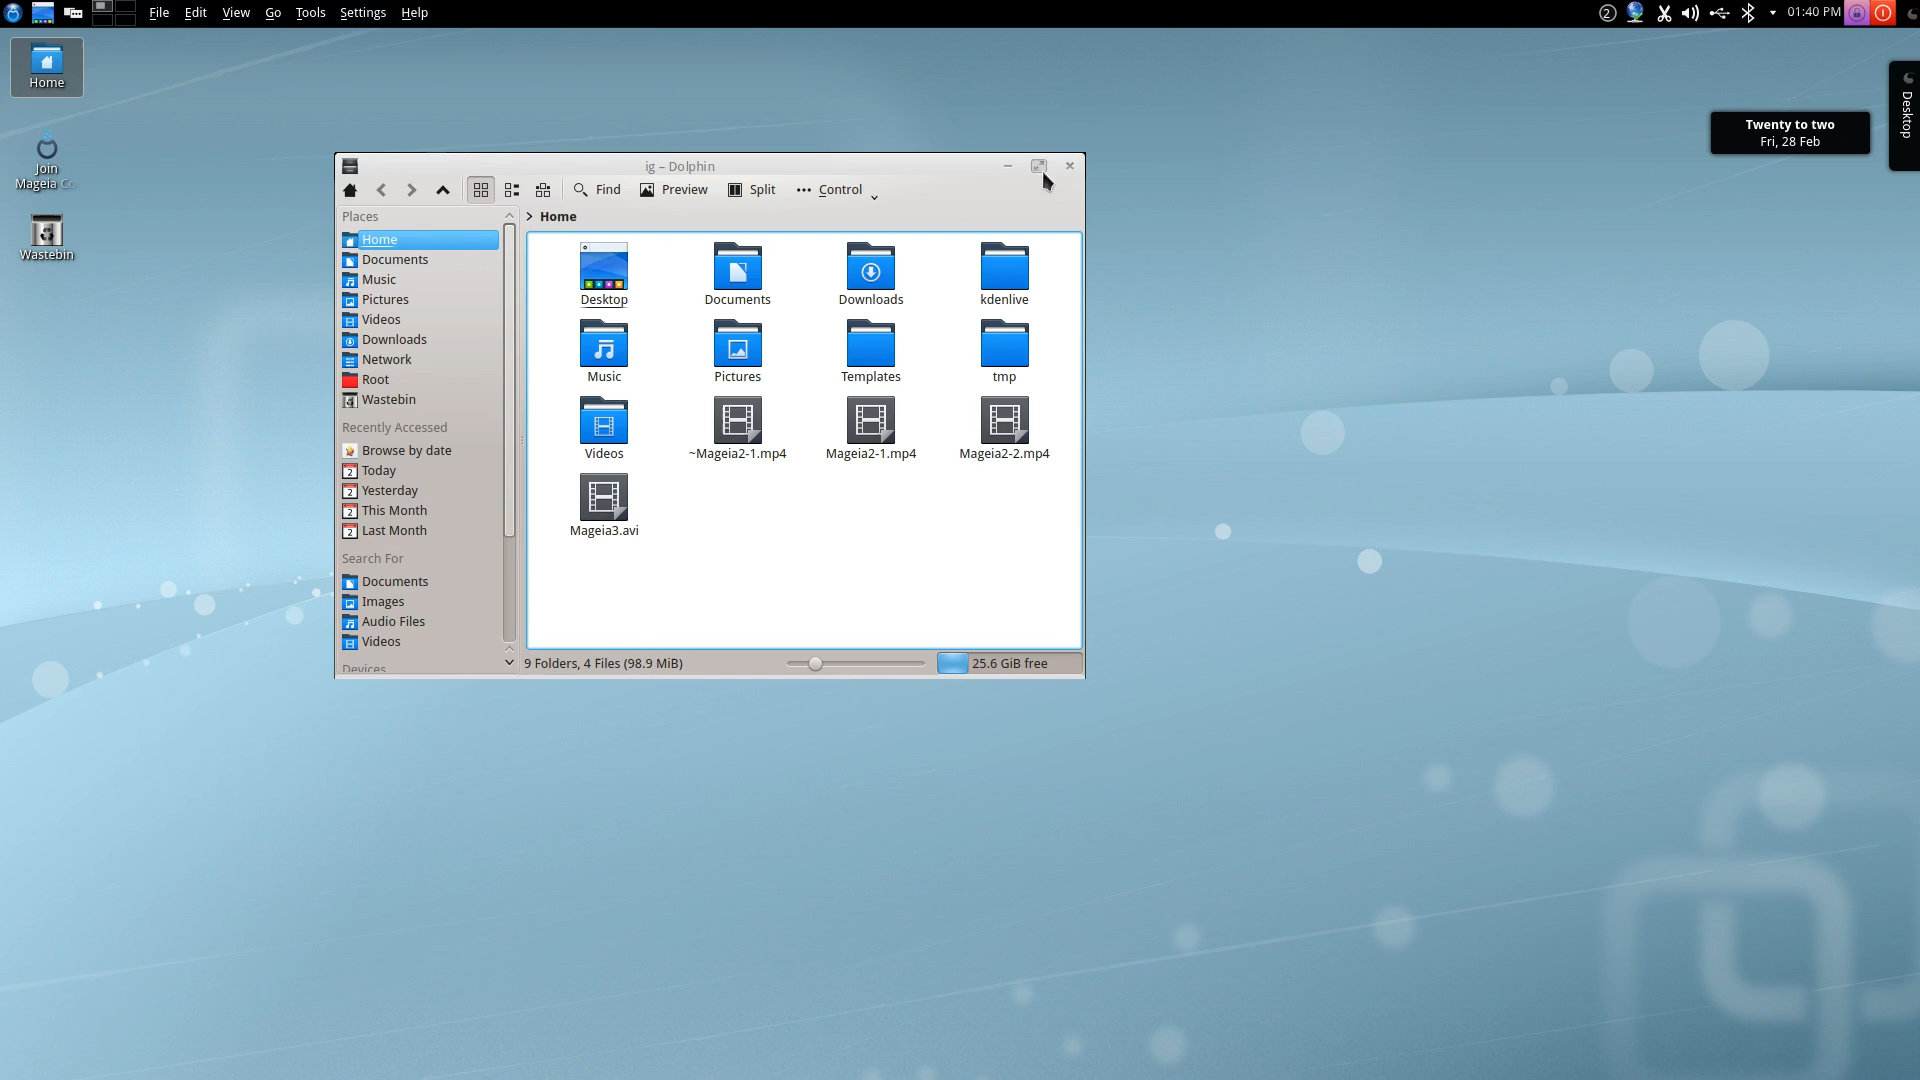 File Edit View Go Tools Settings Help
2 01:40 PM
Home
Join
Mageia Co
Wastebin
Desktop
Twenty to two
Fri, 28 Feb
ig – Dolphin
Find Preview Split Control
Places
Home
Documents
Music
Pictures
Videos
Downloads
Network
Root
Wastebin
Recently Accessed
Browse by date
Today
Yesterday
This Month
Last Month
Search For
Documents
Images
Audio Files
Videos
Devices
> Home
Desktop Documents Downloads kdenlive
Music Pictures Templates tmp
Videos ~Mageia2-1.mp4 Mageia2-1.mp4 Mageia2-2.mp4
Mageia3.avi
9 Folders, 4 Files (98.9 MiB) 25.6 GiB free